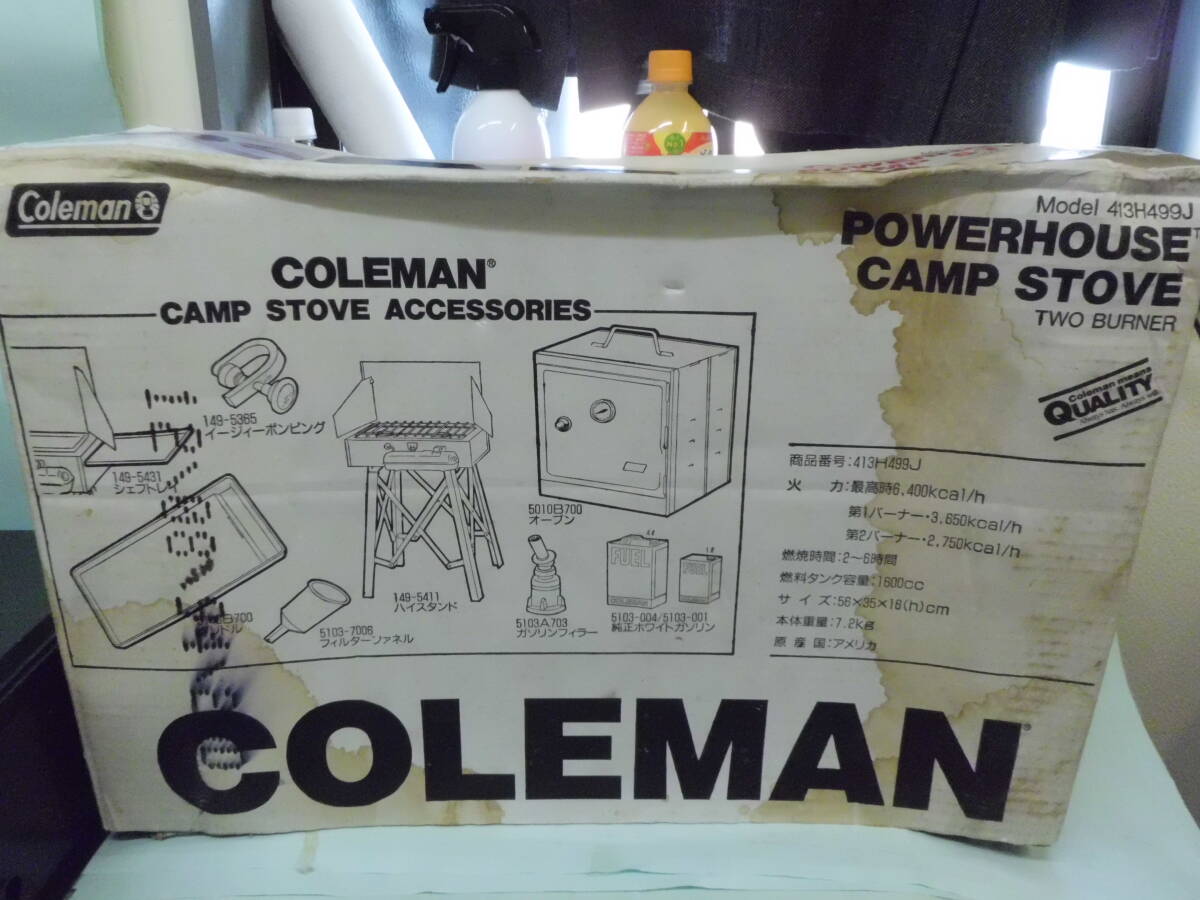 Coleman
Model 413H499J
POWERHOUSE™
CAMP STOVE
TWO BURNER
COLEMAN®
CAMP STOVE ACCESSORIES
149-5365
イージィーポンピング
149-5431
5010B700
オーブン
149-5411
ハイスタンド
5103-7006
フィルターファネル
5103A703
ガソリンフィラー
FUEL
FUEL
5103-004/5103-001
純正ホワイトガソリン
Coleman means
QUALITY
商品番号:413H499J
火 力:最高時6,400kcal/h
第1バーナー・3,650kcal/h
第2バーナー・2,750kcal/h
燃焼時間:2〜6時間
燃料タンク容量:1600cc
サイズ:56×35×16(h)cm
本体重量:7.2kg
原産国:アメリカ
COLEMAN®